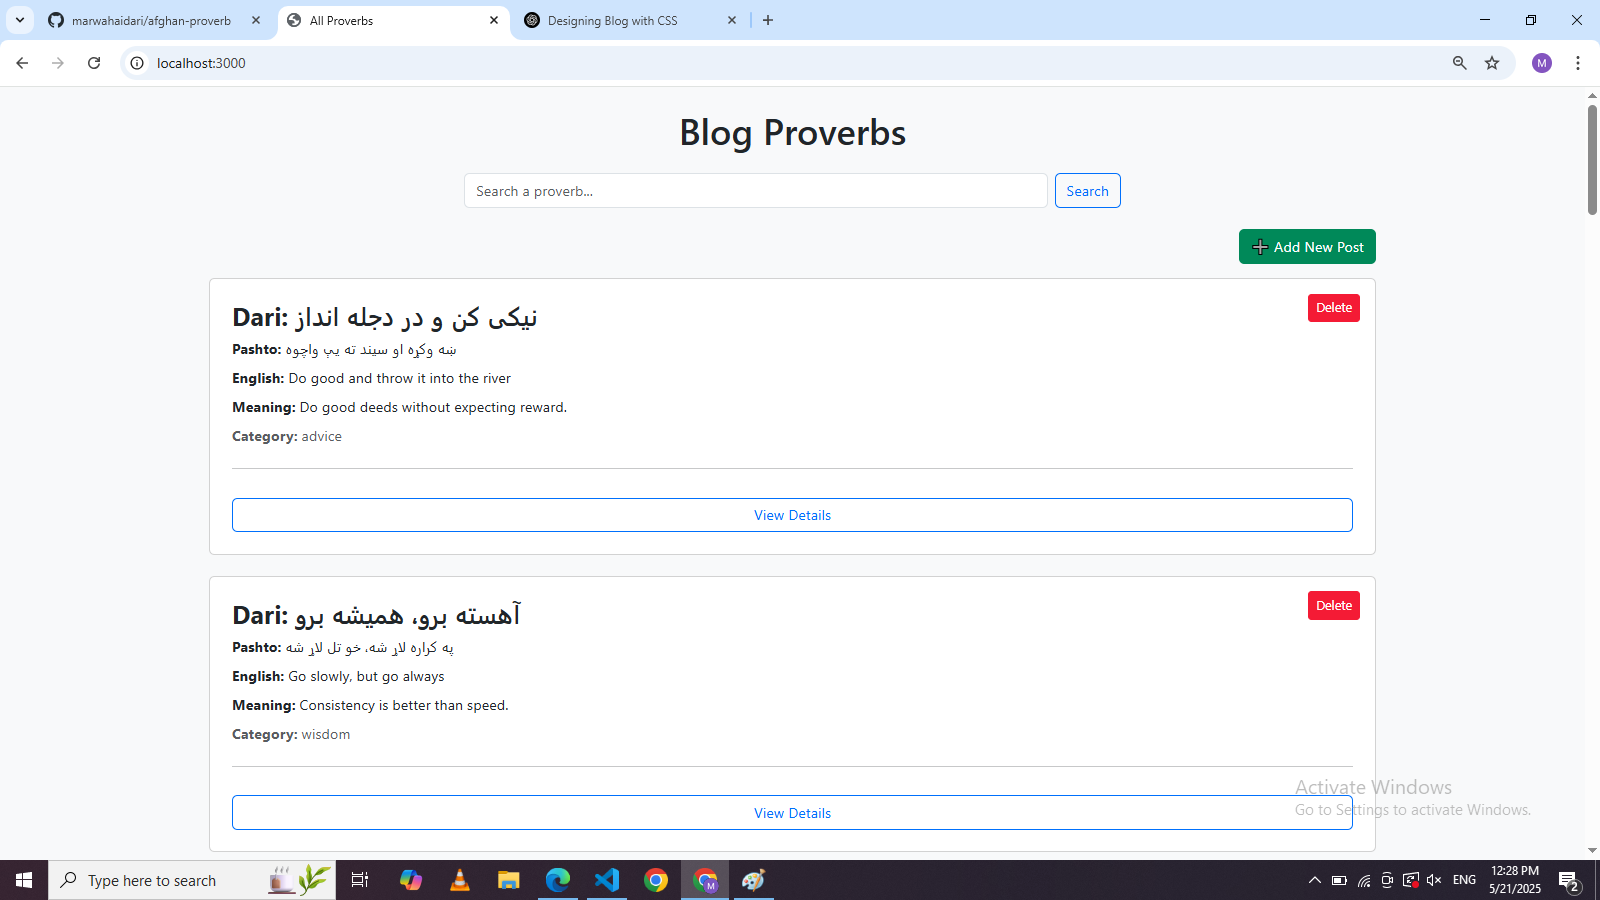 marwahaidari/afghan-proverb
All Proverbs
Designing Blog with CSS
localhost:3000
M
Blog Proverbs
Search a proverb...
Search
Add New Post
Dari: نیکی کن و در دجله انداز
Delete
Pashto: ښه وکړه او سیند ته یې واچوه
English: Do good and throw it into the river
Meaning: Do good deeds without expecting reward.
Category: advice
View Details
Dari: آهسته برو، همیشه برو
Delete
Pashto: په کراره لاړ شه، خو تل لاړ شه
English: Go slowly, but go always
Meaning: Consistency is better than speed.
Category: wisdom
View Details
Activate Windows
Go to Settings to activate Windows.
Type here to search
M
ENG
12:28 PM
5/21/2025
2